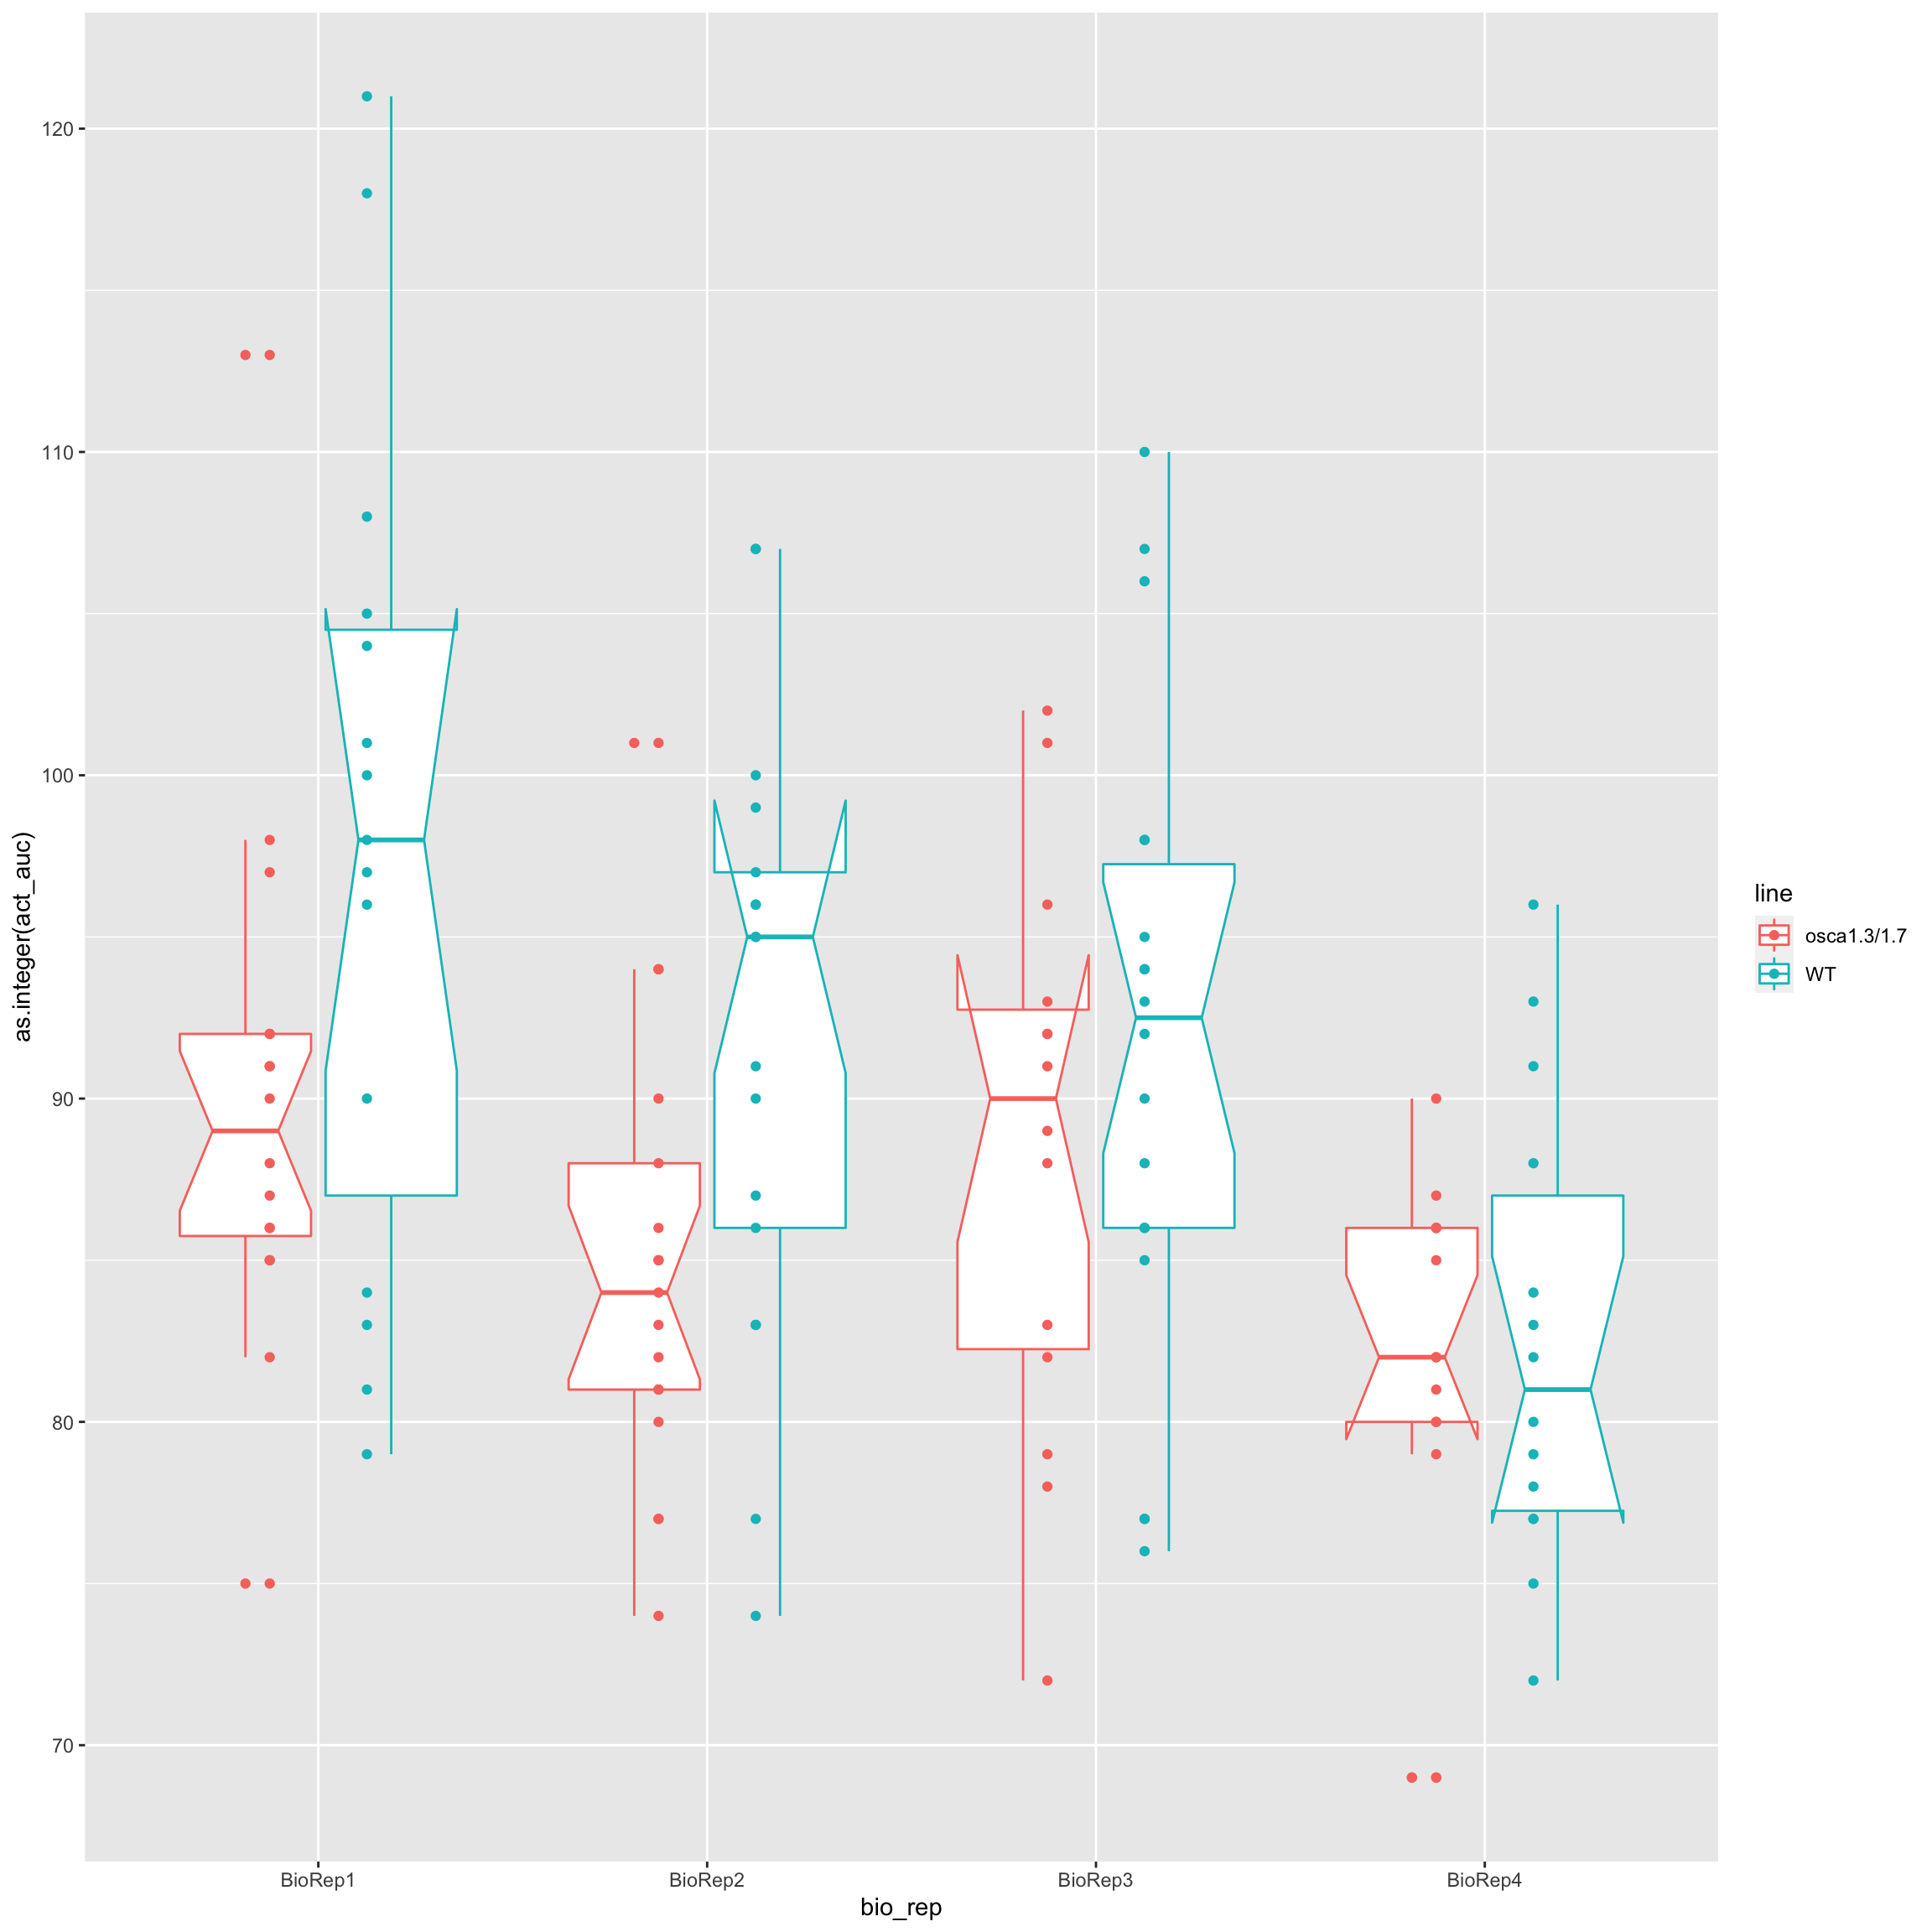 as.integer(act_auc)
120
110
100
90
80
70
BioRep1
BioRep2
BioRep3
BioRep4
bio_rep
line
osca1.3/1.7
WT